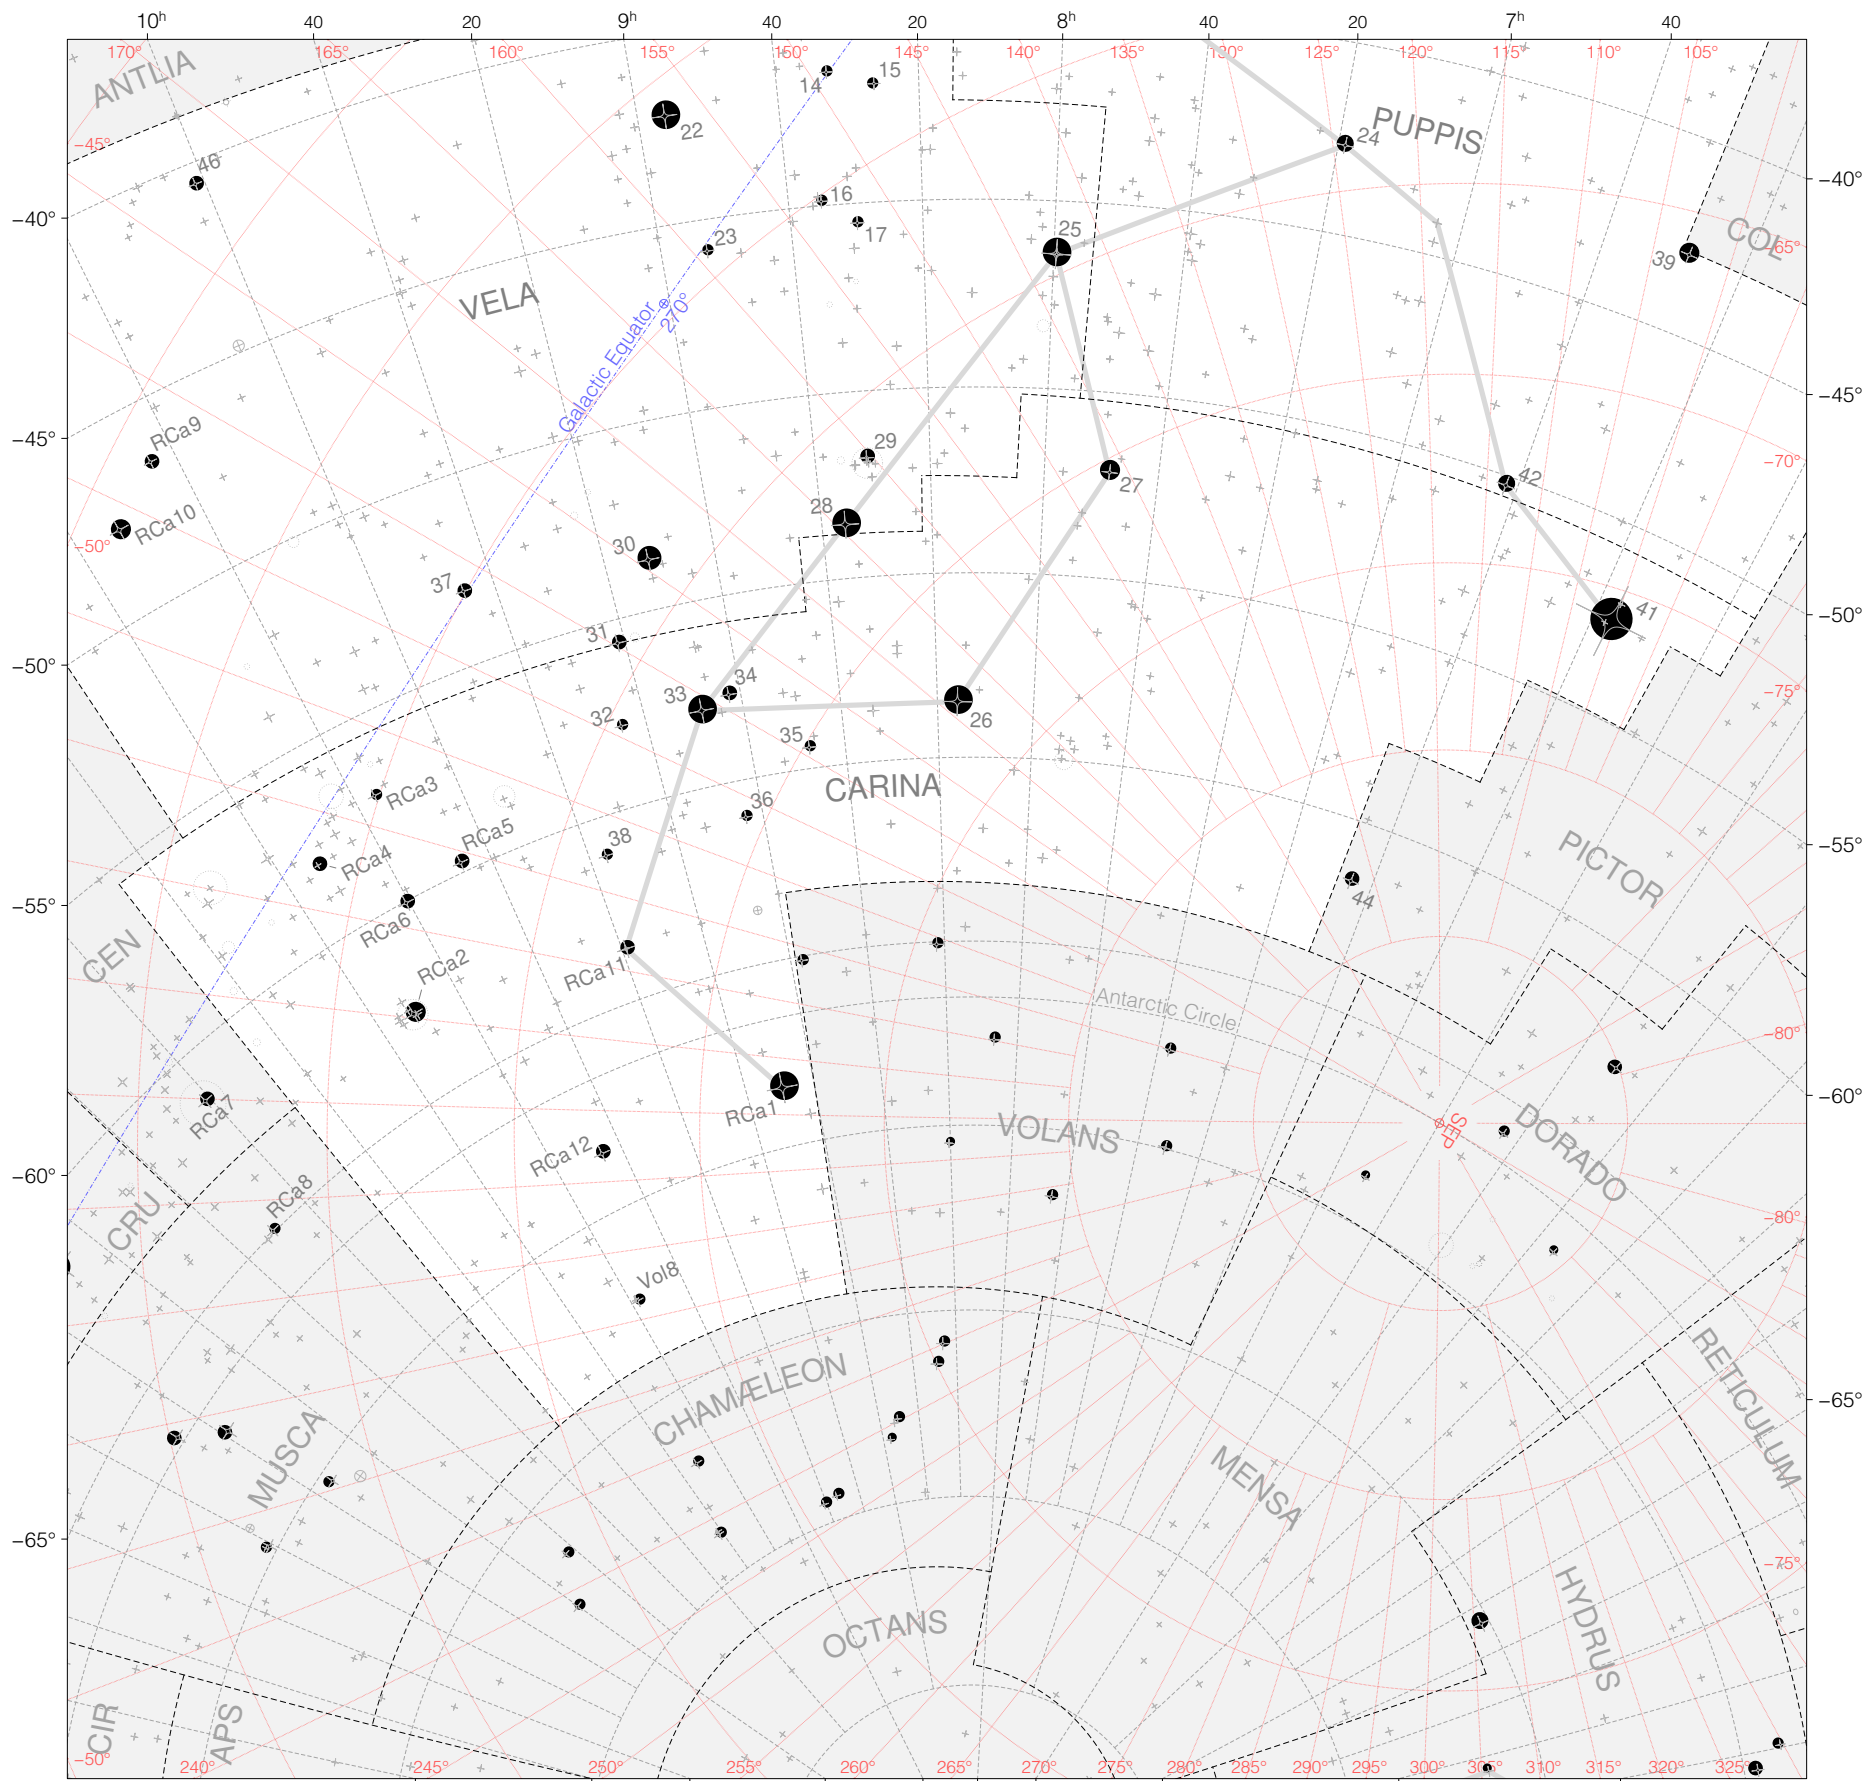 10h 40 20 9h 40 20 8h 40 20 7h 40
170° 165° 160° 155° 150° 145° 140° 135° 130° 125° 120° 115° 110° 105°
ANTLIA
14
15
22
PUPPIS
24
−45°
46
−40°
16
17
23
25
−40°
COL
−65°
39
VELA
Galactic Equator
270°
−45°
RCa9
29
27
−45°
−70°
42
28
RCa10
−50°
30
37
31
41
−50°
−50°
34
33
32
35
26
−75°
RCa3
36
CARINA
RCa5
38
RCa4
PICTOR
−55°
44
−55°
RCa6
CEN
RCa2
RCa11
Antarctic Circle
−80°
RCa7
RCa1
VOLANS
SEP
DORADO
−60°
RCa12
−60°
RCa8
CRU
−80°
Vol8
CHAMÆLEON
RETICULUM
−65°
MUSCA
MENSA
−65°
−75°
HYDRUS
OCTANS
CIR
APS
−50°
240° 245° 250° 255° 260° 265° 270° 275° 280° 285° 290° 295° 300° 305° 310° 315° 320° 325°